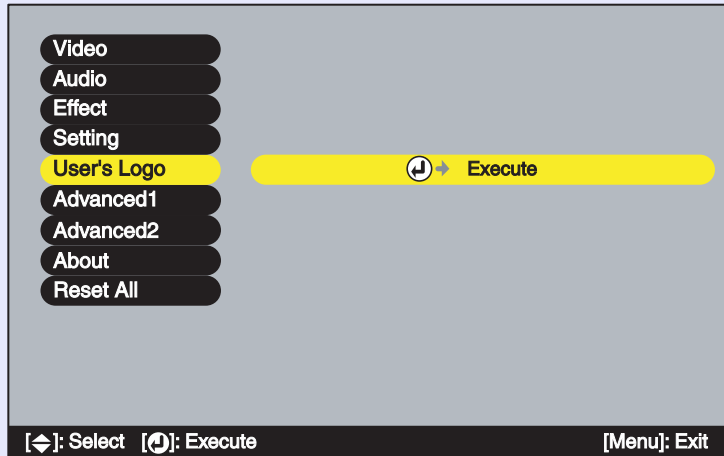 Video
Audio
Effect
Setting
User's Logo
Execute
Advanced1
Advanced2
About
Reset All
[◆]: Select [↵]: Execute
[Menu]: Exit